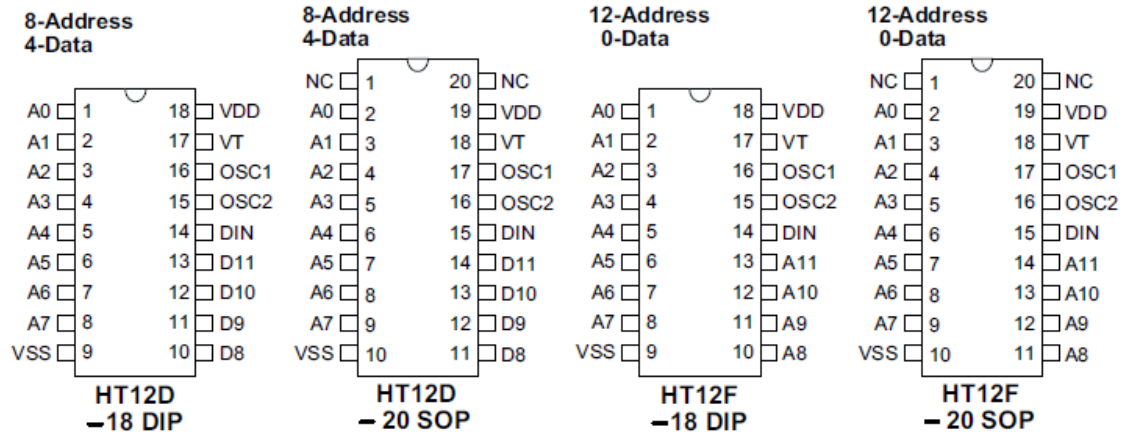 8-Address
4-Data
A0 1 18 VDD
A1 2 17 VT
A2 3 16 OSC1
A3 4 15 OSC2
A4 5 14 DIN
A5 6 13 D11
A6 7 12 D10
A7 8 11 D9
VSS 9 10 D8
HT12D
–18 DIP
8-Address
4-Data
NC 1 20 NC
A0 2 19 VDD
A1 3 18 VT
A2 4 17 OSC1
A3 5 16 OSC2
A4 6 15 DIN
A5 7 14 D11
A6 8 13 D10
A7 9 12 D9
VSS 10 11 D8
HT12D
– 20 SOP
12-Address
0-Data
A0 1 18 VDD
A1 2 17 VT
A2 3 16 OSC1
A3 4 15 OSC2
A4 5 14 DIN
A5 6 13 A11
A6 7 12 A10
A7 8 11 A9
VSS 9 10 A8
HT12F
–18 DIP
12-Address
0-Data
NC 1 20 NC
A0 2 19 VDD
A1 3 18 VT
A2 4 17 OSC1
A3 5 16 OSC2
A4 6 15 DIN
A5 7 14 A11
A6 8 13 A10
A7 9 12 A9
VSS 10 11 A8
HT12F
– 20 SOP